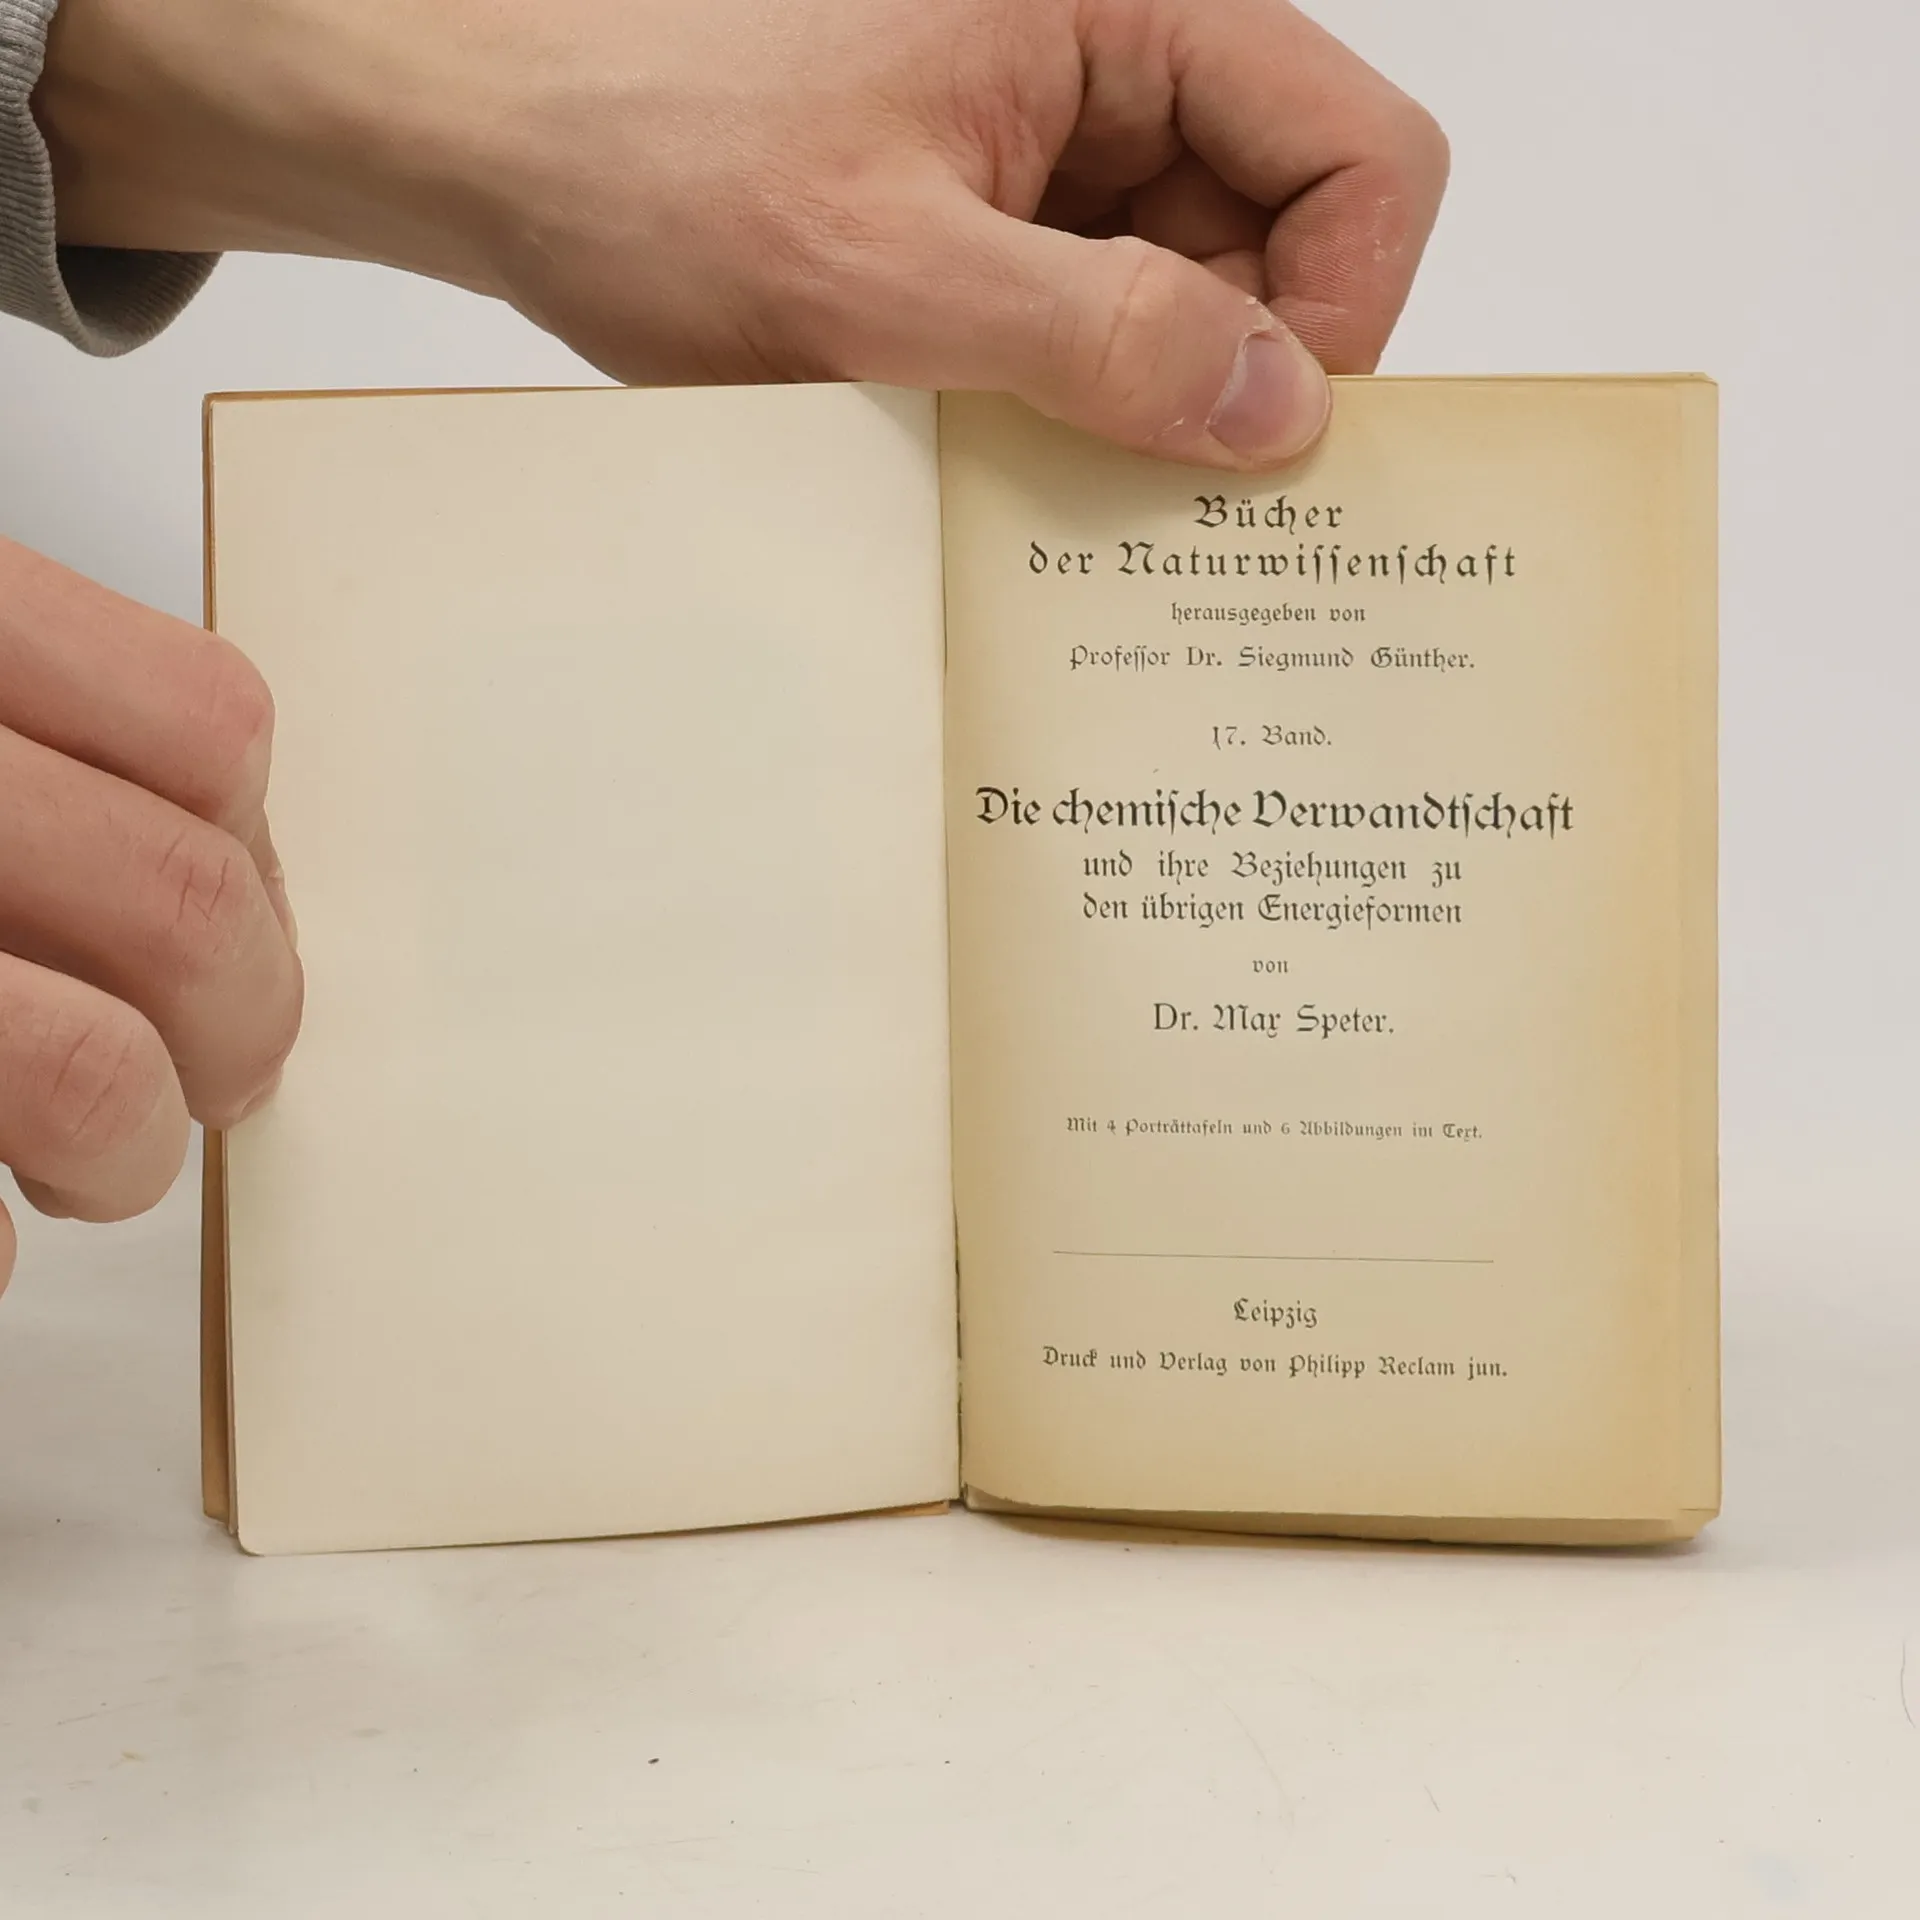 Bücher
der Naturwiſſenſchaft
herausgegeben von
Profeſſor Dr. Siegmund Günther.
17. Band.
Die chemiſche Verwandtſchaft
und ihre Beziehungen zu
den übrigen Energieformen
von
Dr. Max Speter.
Mit 4 Porträttafeln und 6 Abbildungen im Text.
Leipzig
Druck und Verlag von Philipp Reclam jun.